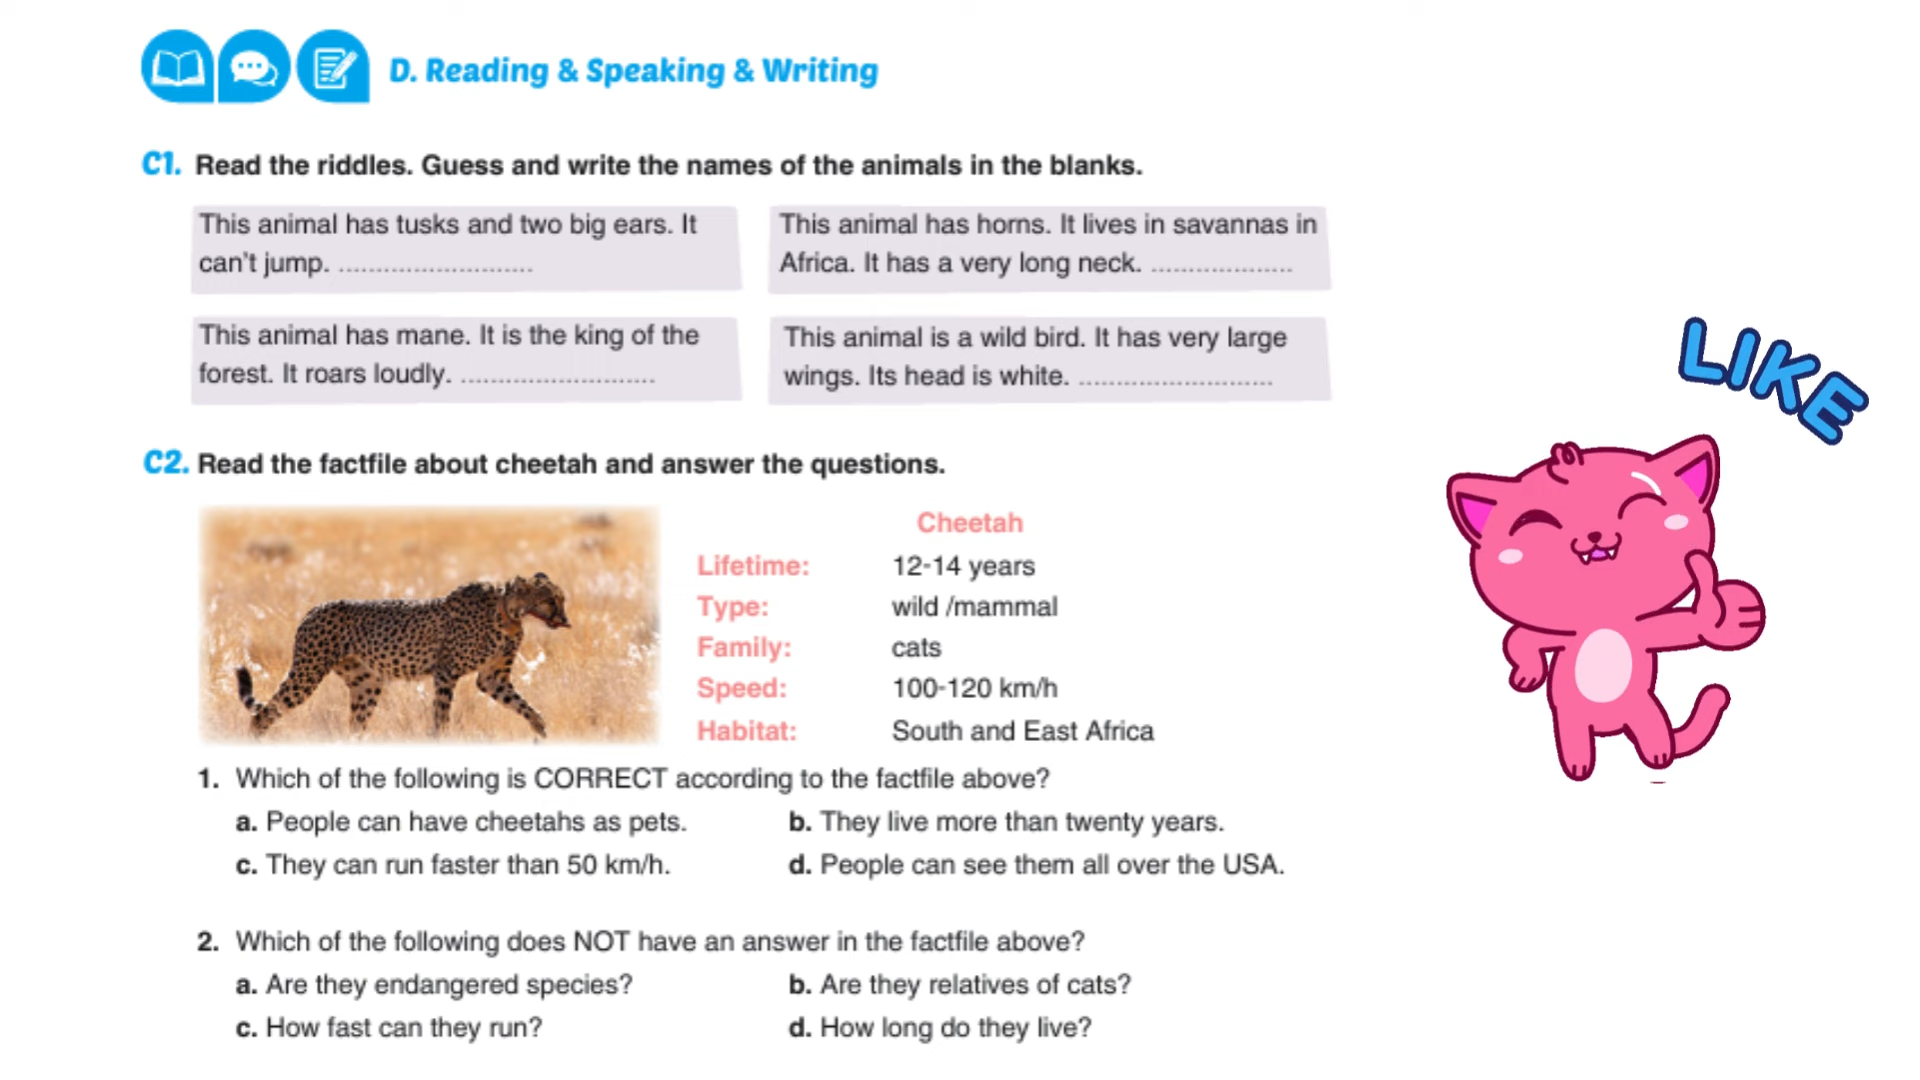 D. Reading & Speaking & Writing
C1. Read the riddles. Guess and write the names of the animals in the blanks.
This animal has tusks and two big ears. It
can't jump. ..........................
This animal has horns. It lives in savannas in
Africa. It has a very long neck. ...................
This animal has mane. It is the king of the
forest. It roars loudly. ..........................
This animal is a wild bird. It has very large
wings. Its head is white. ..........................
LIKE
C2. Read the factfile about cheetah and answer the questions.
Cheetah
Lifetime: 12-14 years
Type: wild /mammal
Family: cats
Speed: 100-120 km/h
Habitat: South and East Africa
1. Which of the following is CORRECT according to the factfile above?
a. People can have cheetahs as pets. b. They live more than twenty years.
c. They can run faster than 50 km/h. d. People can see them all over the USA.
2. Which of the following does NOT have an answer in the factfile above?
a. Are they endangered species? b. Are they relatives of cats?
c. How fast can they run? d. How long do they live?